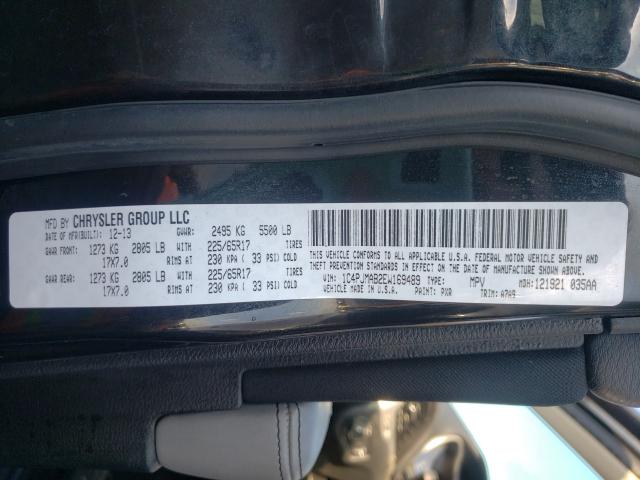 MFD BY CHRYSLER GROUP LLC
DATE OF MFR(BUILT): 12-13 GVWR: 2495 KG 5500 LB
GAWR FRONT: 1273 KG 2805 LB WITH 225/65R17 TIRES
17X7.0 RIMS AT 230 KPA ( 33 PSI) COLD
GAWR REAR: 1273 KG 2805 LB WITH 225/65R17 TIRES
17X7.0 RIMS AT 230 KPA ( 33 PSI) COLD
THIS VEHICLE CONFORMS TO ALL APPLICABLE U.S.A. FEDERAL MOTOR VEHICLE SAFETY AND
THEFT PREVENTION STANDARDS IN EFFECT ON THE DATE OF MANUFACTURE SHOWN ABOVE.
VIN: 1C4PJMAB2EW169489 TYPE: MPV MDH: 121921 035AA
VEHICLE MADE IN U.S.A. PAINT: PXR TRIM: A7A9